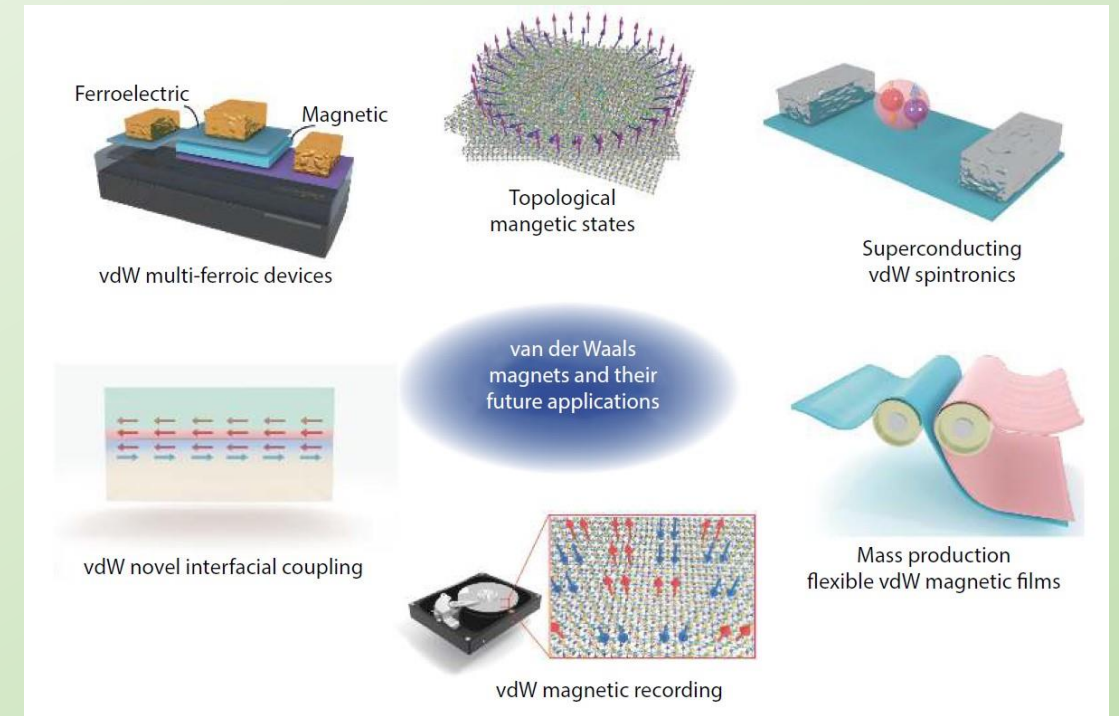 Ferroelectric
Magnetic
vdW multi-ferroic devices
Topological
mangetic states
Superconducting
vdW spintronics
van der Waals
magnets and their
future applications
vdW novel interfacial coupling
Mass production
flexible vdW magnetic films
vdW magnetic recording